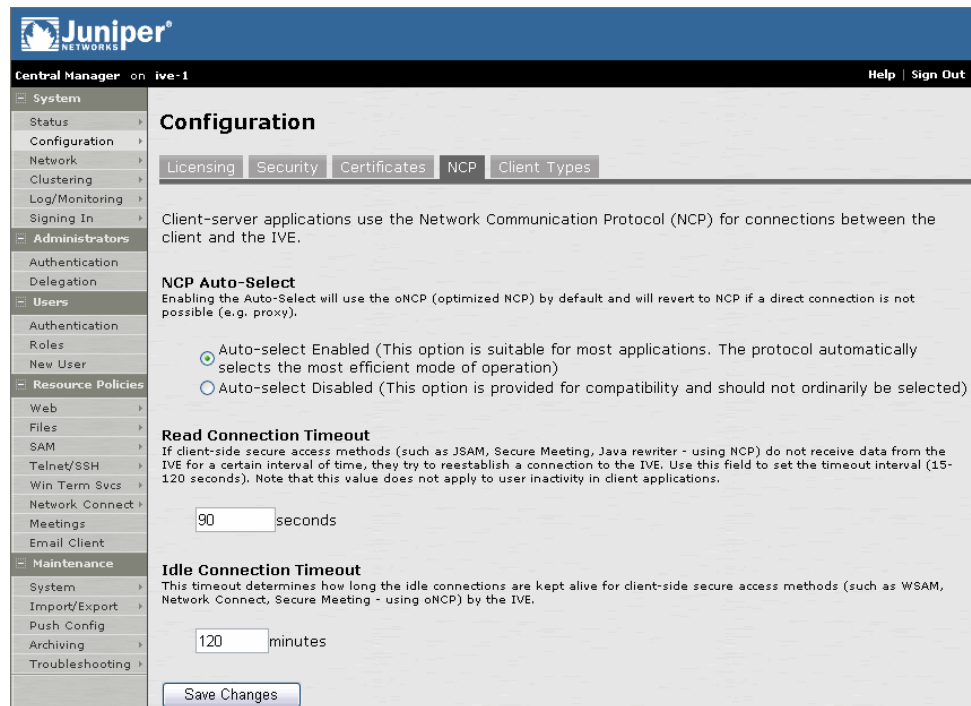 Juniper®
NETWORKS
Central Manager on ive-1
Help | Sign Out
System
Status
Configuration
Network
Clustering
Log/Monitoring
Signing In
Administrators
Authentication
Delegation
Users
Authentication
Roles
New User
Resource Policies
Web
Files
SAM
Telnet/SSH
Win Term Svcs
Network Connect
Meetings
Email Client
Maintenance
System
Import/Export
Push Config
Archiving
Troubleshooting
Configuration
Licensing Security Certificates NCP Client Types
Client-server applications use the Network Communication Protocol (NCP) for connections between the
client and the IVE.
NCP Auto-Select
Enabling the Auto-Select will use the oNCP (optimized NCP) by default and will revert to NCP if a direct connection is not
possible (e.g. proxy).
Auto-select Enabled (This option is suitable for most applications. The protocol automatically
selects the most efficient mode of operation)
Auto-select Disabled (This option is provided for compatibility and should not ordinarily be selected)
Read Connection Timeout
If client-side secure access methods (such as JSAM, Secure Meeting, Java rewriter - using NCP) do not receive data from the
IVE for a certain interval of time, they try to reestablish a connection to the IVE. Use this field to set the timeout interval (15-
120 seconds). Note that this value does not apply to user inactivity in client applications.
90 seconds
Idle Connection Timeout
This timeout determines how long the idle connections are kept alive for client-side secure access methods (such as WSAM,
Network Connect, Secure Meeting - using oNCP) by the IVE.
120 minutes
Save Changes